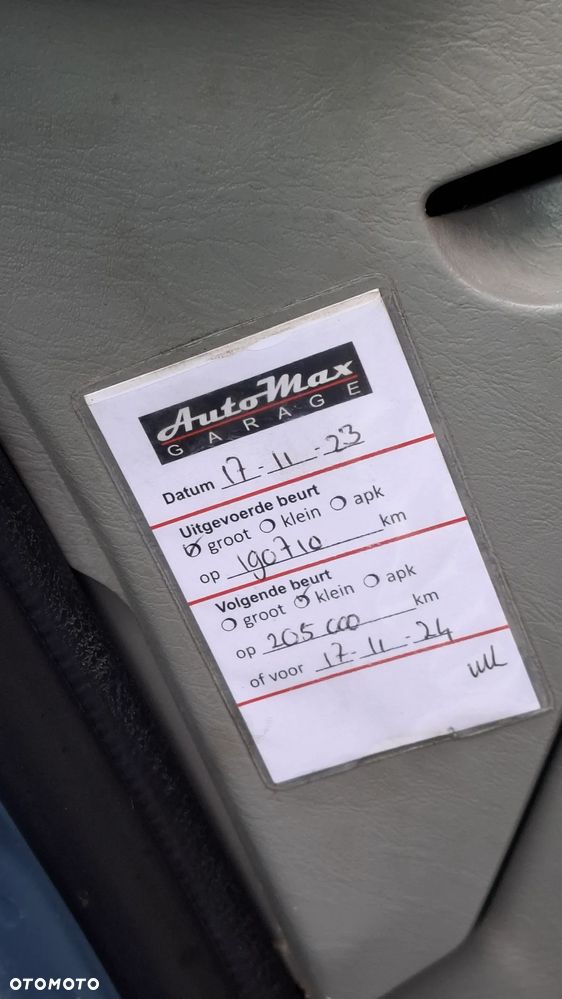 AutoMax
GARAGE
Datum 17-11-23
Uitgevoerde beurt
groot klein apk
op 190710 km
Volgende beurt
groot klein apk
op 205 000 km
of voor 17-11-24
OTOMOTO